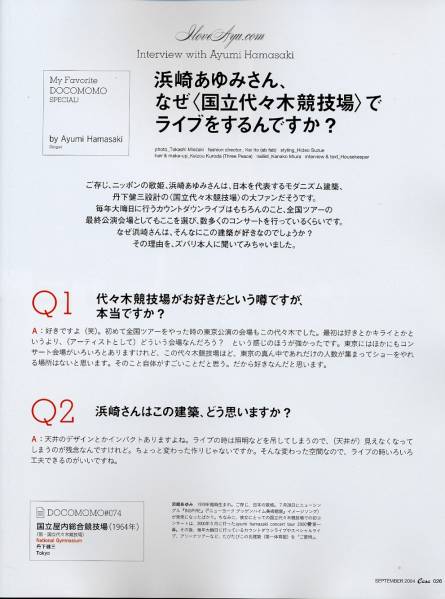 IloveAyu.com
Interview with Ayumi Hamasaki
My Favorite
DOCOMOMO
SPECIAL!
by Ayumi Hamasaki
Singer
浜崎あゆみさん、
なぜ〈国立代々木競技場〉で
ライブをするんですか？
photo_Takashi Mochizuki fashion director_ Kei Ito (ab fab) styling_Hideo Suzue
hair & make-up_Keizou Kuroda (Three Peace) nailist_Kaneko Miura interview & text_Housekeeper
ご存じ、ニッポンの歌姫、浜崎あゆみさんは、日本を代表するモダニズム建築、
丹下健三設計の〈国立代々木競技場〉の大ファンだそうです。
毎年大晦日に行うカウントダウンライブはもちろんのこと、全国ツアーの
最終公演会場としてもここを選び、数多くのコンサートを行っているくらいです。
なぜ浜崎さんは、そんなにこの建築が好きなのでしょうか？
その理由を、ズバリ本人に聞いてみちゃいました。
Q1 代々木競技場がお好きだという噂ですが、
本当ですか？
A：好きですよ（笑）。初めて全国ツアーをやった時の東京公演の会場もこの代々木でした。最初は好きとかキライとかと
いうより、（アーティストとして）どういう会場なんだろう？ という感じのほうが強かったです。東京にはほかにもコン
サート会場がいろいろとありますけれど、この代々木競技場ほど、東京の真ん中であれだけの人数が集まってショーをやれ
る場所はないと思います。そのこと自体がすごいことだと思う。だから好きなんだと思います。
Q2 浜崎さんはこの建築、どう思いますか？
A：天井のデザインとかインパクトありますよね。ライブの時は照明などを吊してしまうので、（天井が）見えなくなって
しまうのが残念なんですけれど。ちょっと変わった作りじゃないですか。そんな変わった空間なので、ライブの時いろいろ
工夫できるのがいいですね。
DOCOMOMO#074
国立屋内総合競技場（1964年）
（現・国立代々木競技場）
National Gymnasium
丹下健三
Tokyo
浜崎あゆみ
SEPTEMBER 2004 Casa 026